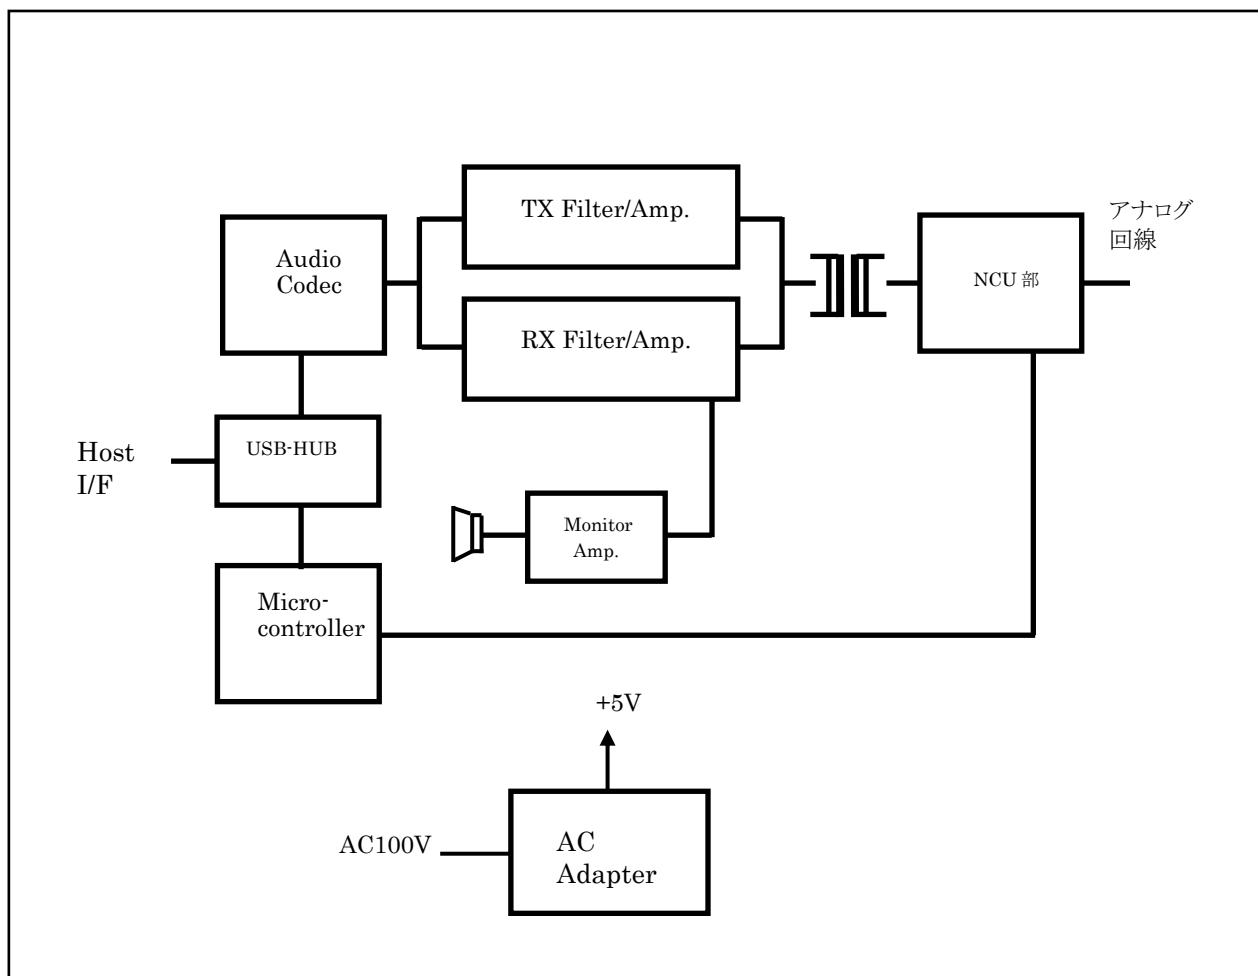 TX Filter/Amp.
アナログ
回線
Audio
Codec
NCU 部
RX Filter/Amp.
Host
I/F
USB-HUB
Monitor
Amp.
Micro-
controller
+5V
AC100V
AC
Adapter